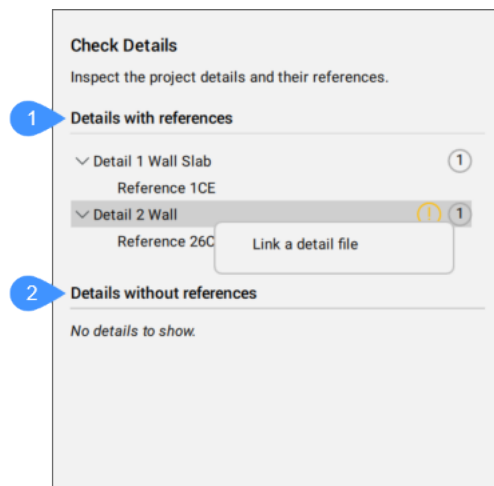 Check Details
Inspect the project details and their references.
1
Details with references
Detail 1 Wall Slab
1
Reference 1CE
Detail 2 Wall
!
1
Reference 26C
Link a detail file
2
Details without references
No details to show.